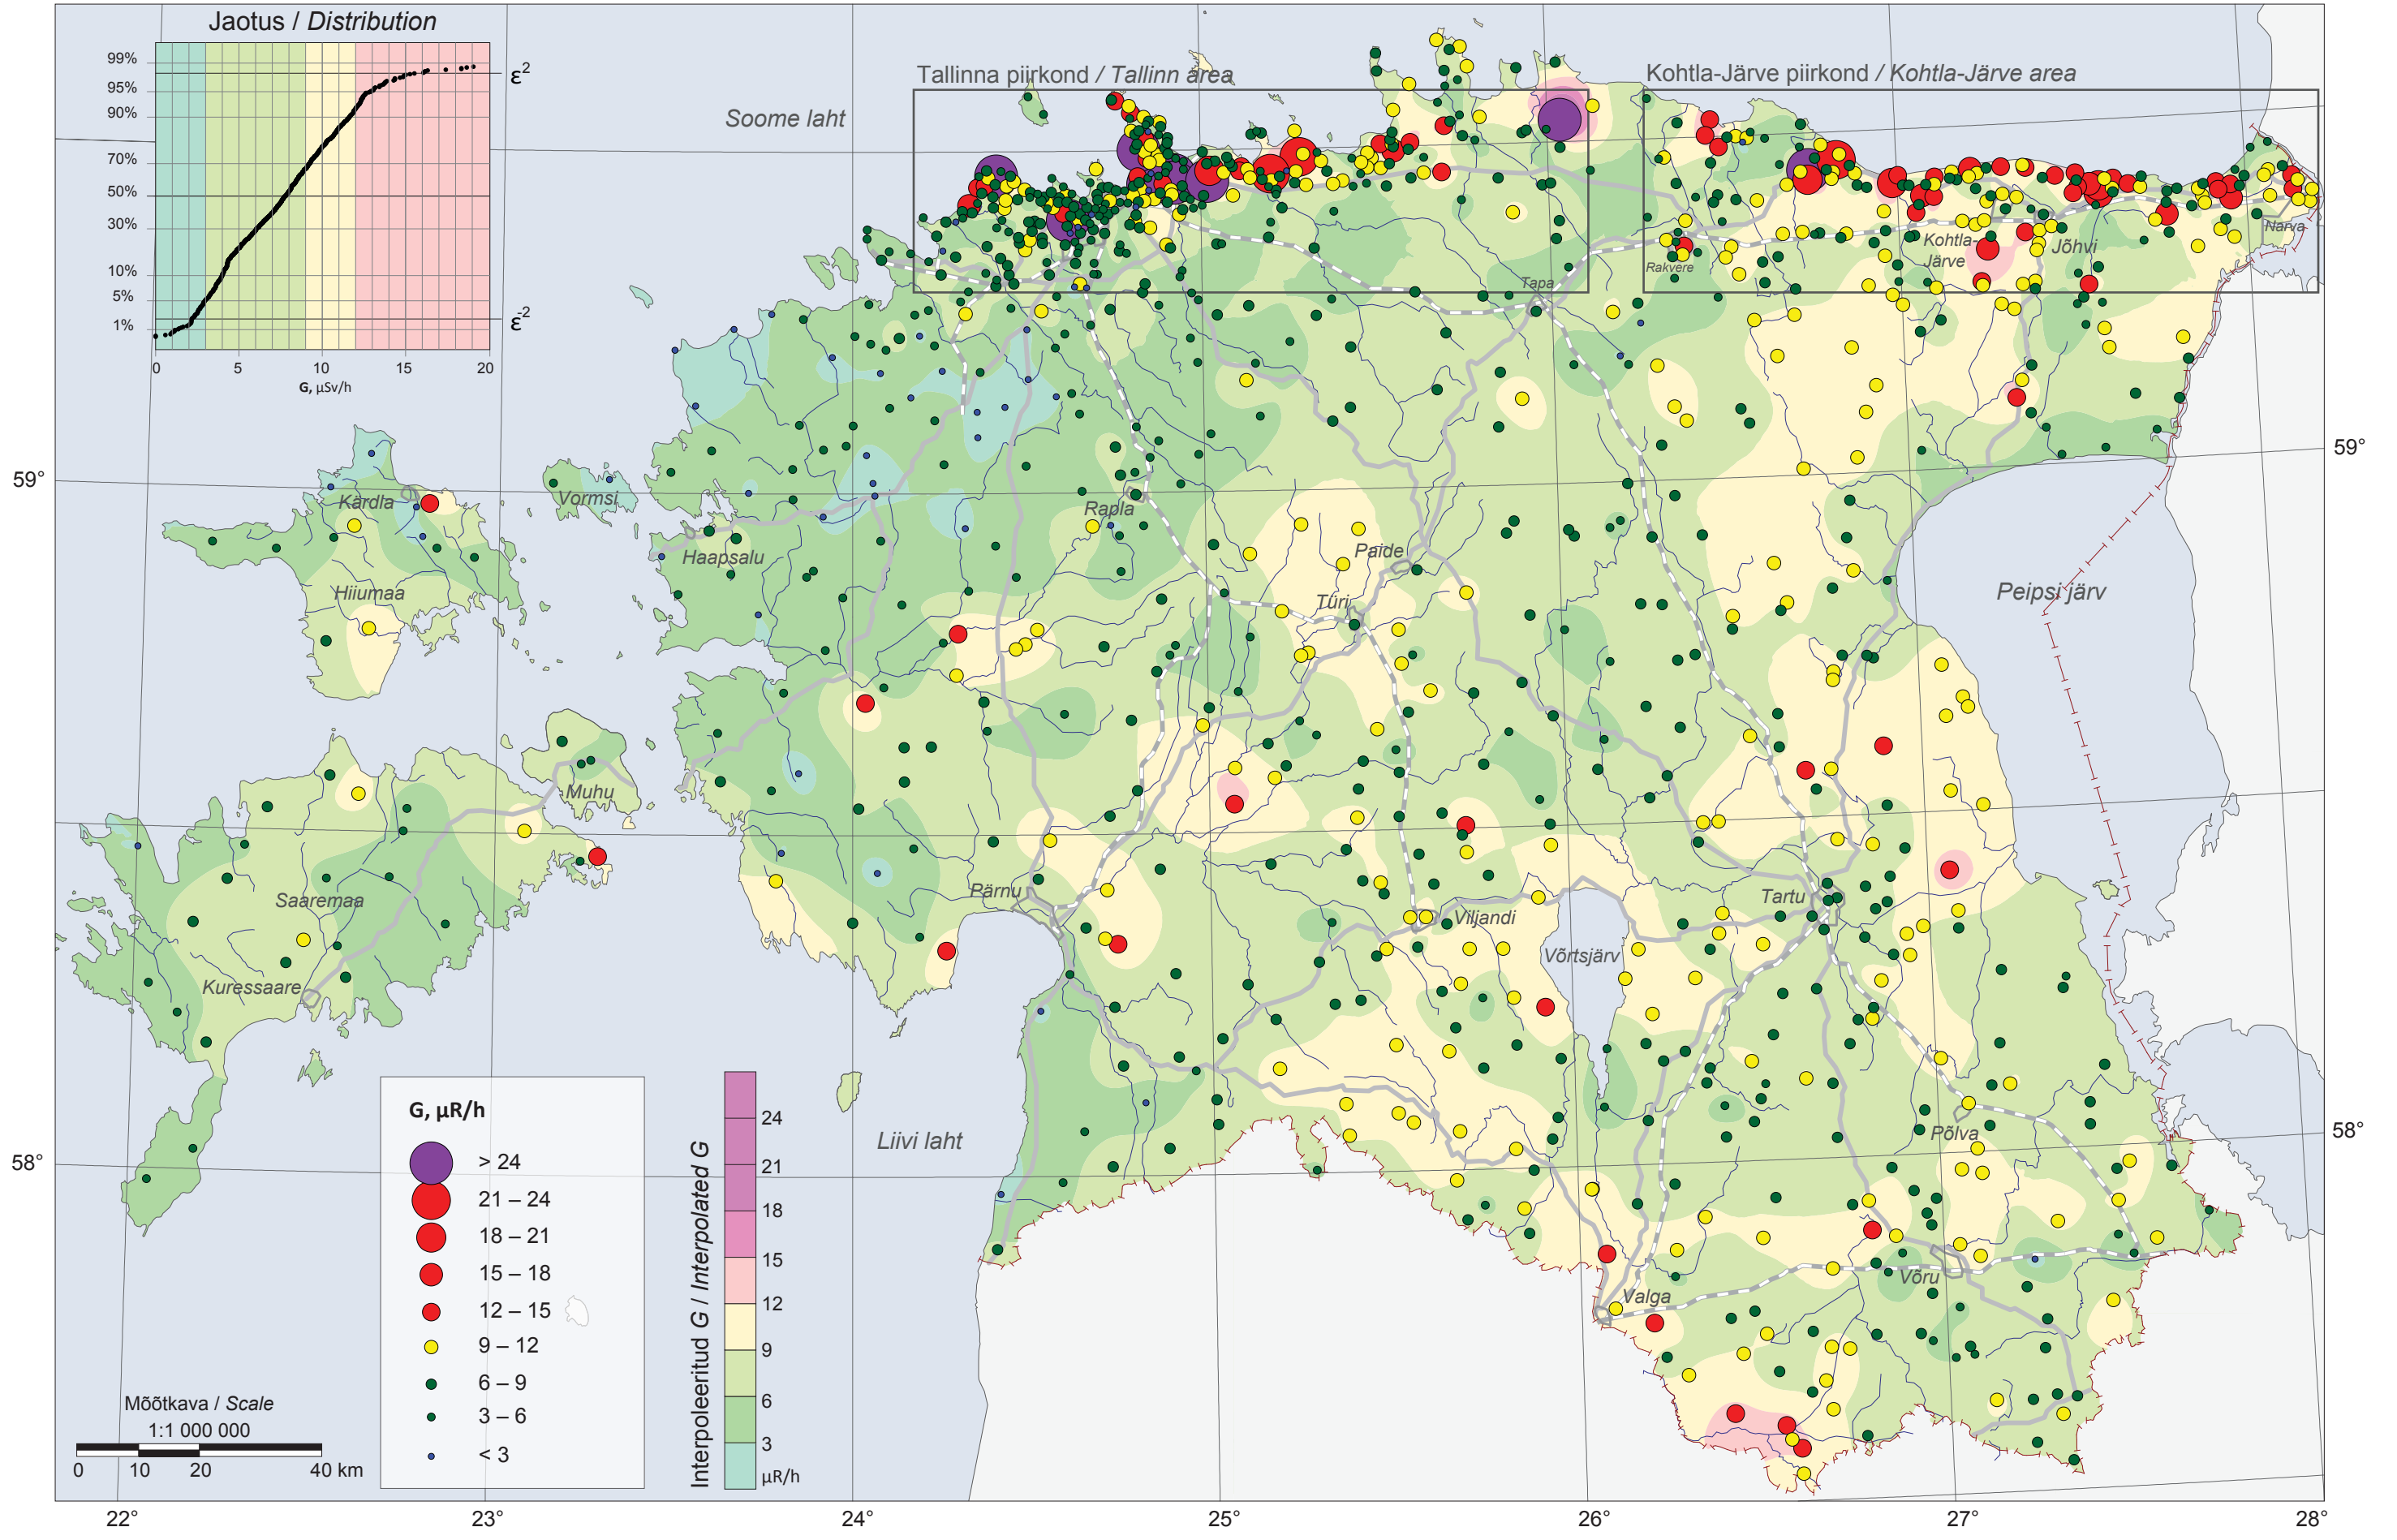 Jaotus / Distribution
99%
95%
90%
70%
50%
30%
10%
5%
1%
ε²
ε²
0 5 10 15 20
G, µSv/h
Soome laht
Tallinna piirkond / Tallinn area
Kohtla-Järve piirkond / Kohtla-Järve area
Narva
Kohtla-
Järve
Jõhvi
Rakvere
Tapa
59°
59°
Kärdla
Vormsi
Rapla
Haapsalu
Paide
Hiiumaa
Türi
Peipsi järv
Muhu
Saaremaa
Pärnu
Viljandi
Tartu
Võrtsjärv
Kuressaare
Liivi laht
58°
58°
Põlva
Võru
Valga
G, µR/h
> 24
21 – 24
18 – 21
15 – 18
12 – 15
9 – 12
6 – 9
3 – 6
< 3
Interpoleeritud G / Interpolated G
24
21
18
15
12
9
6
3
µR/h
Mõõtkava / Scale
1:1 000 000
0 10 20 40 km
22° 23° 24° 25° 26° 27° 28°